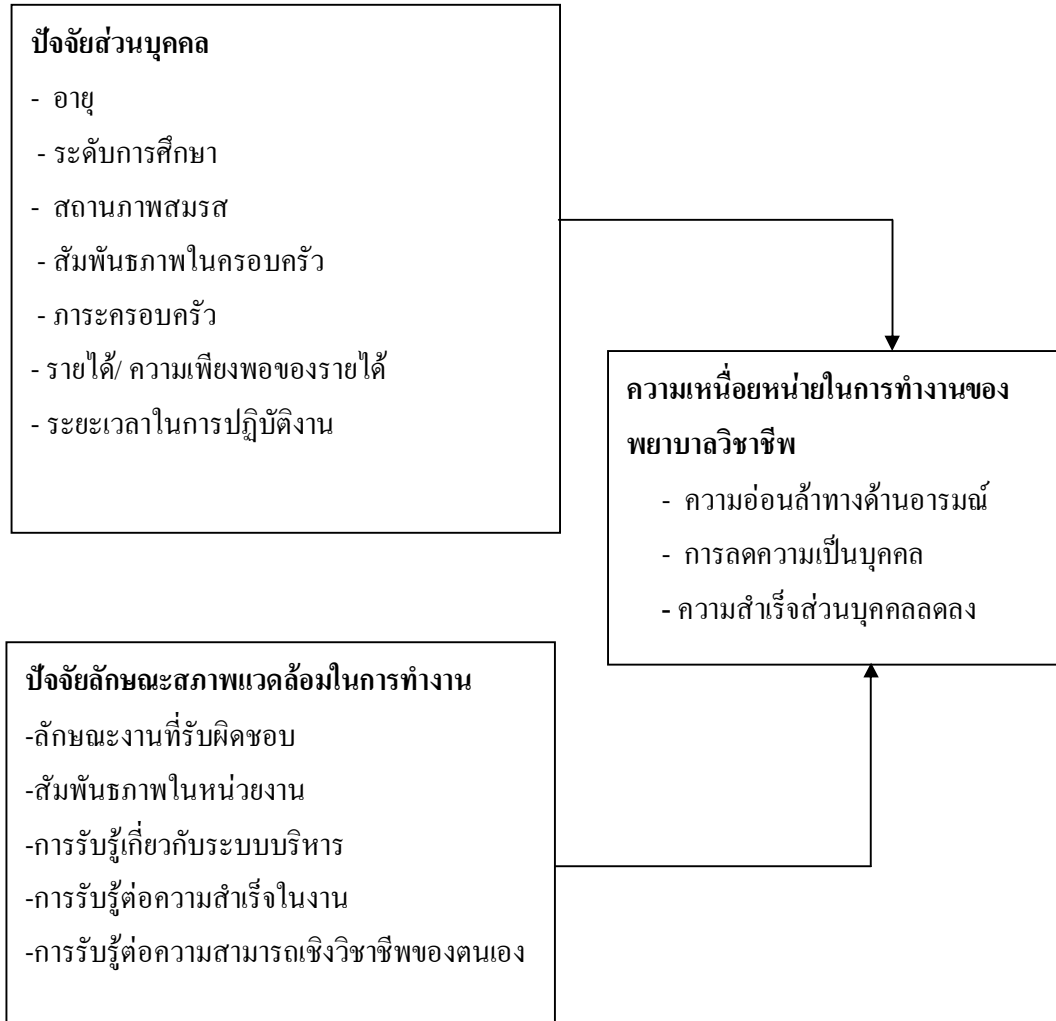 ปัจจัยส่วนบุคคล
- อายุ
- ระดับการศึกษา
- สถานภาพสมรส
- สัมพันธภาพในครอบครัว
- ภาระครอบครัว
- รายได้/ ความเพียงพอของรายได้
- ระยะเวลาในการปฏิบัติงาน
ความเหนื่อยหน่ายในการทำงานของ
พยาบาลวิชาชีพ
- ความอ่อนล้าทางด้านอารมณ์
- การลดความเป็นบุคคล
- ความสำเร็จส่วนบุคคลลดลง
ปัจจัยลักษณะสภาพแวดล้อมในการทำงาน
-ลักษณะงานที่รับผิดชอบ
-สัมพันธภาพในหน่วยงาน
-การรับรู้เกี่ยวกับระบบบริหาร
-การรับรู้ต่อความสำเร็จในงาน
-การรับรู้ต่อความสามารถเชิงวิชาชีพของตนเอง